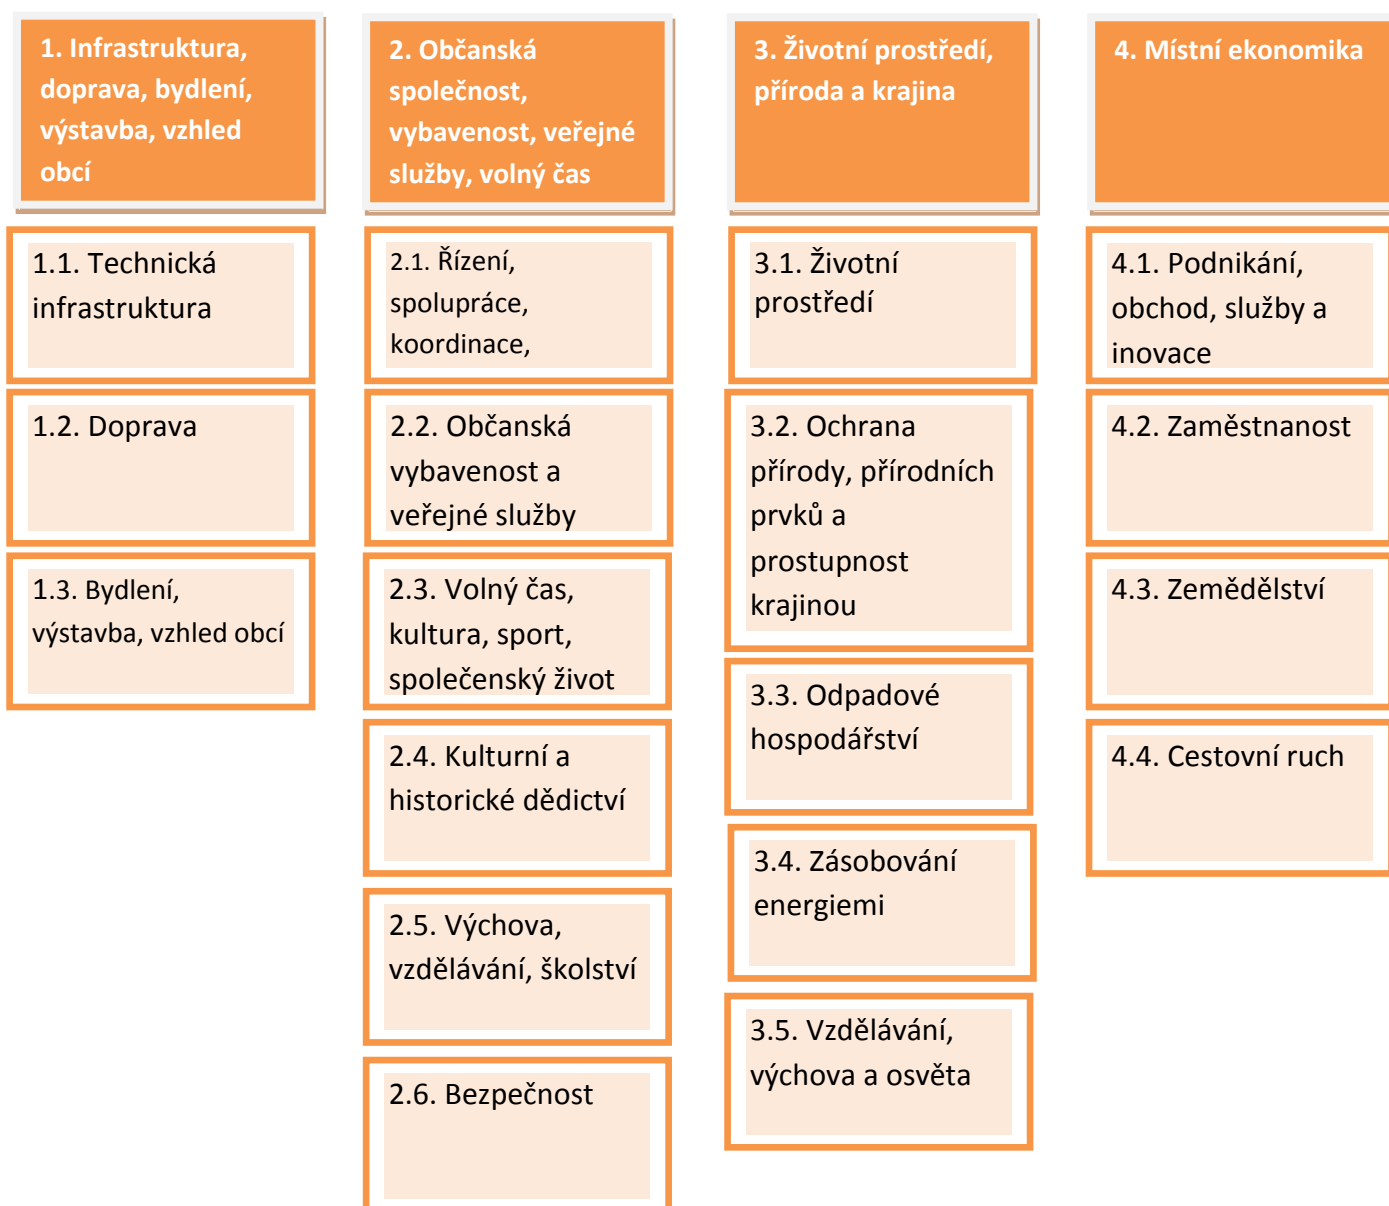 1. Infrastruktura,
doprava, bydlení,
výstavba, vzhled
obcí
1.1. Technická
infrastruktura
1.2. Doprava
1.3. Bydlení,
výstavba, vzhled obcí
2. Občanská
společnost,
vybavenost, veřejné
služby, volný čas
2.1. Řízení,
spolupráce,
koordinace,
2.2. Občanská
vybavenost a
veřejné služby
2.3. Volný čas,
kultura, sport,
společenský život
2.4. Kulturní a
historické dědictví
2.5. Výchova,
vzdělávání, školství
2.6. Bezpečnost
3. Životní prostředí,
příroda a krajina
3.1. Životní
prostředí
3.2. Ochrana
přírody, přírodních
prvků a
prostupnost
krajinou
3.3. Odpadové
hospodářství
3.4. Zásobování
energiemi
3.5. Vzdělávání,
výchova a osvěta
4. Místní ekonomika
4.1. Podnikání,
obchod, služby a
inovace
4.2. Zaměstnanost
4.3. Zemědělství
4.4. Cestovní ruch